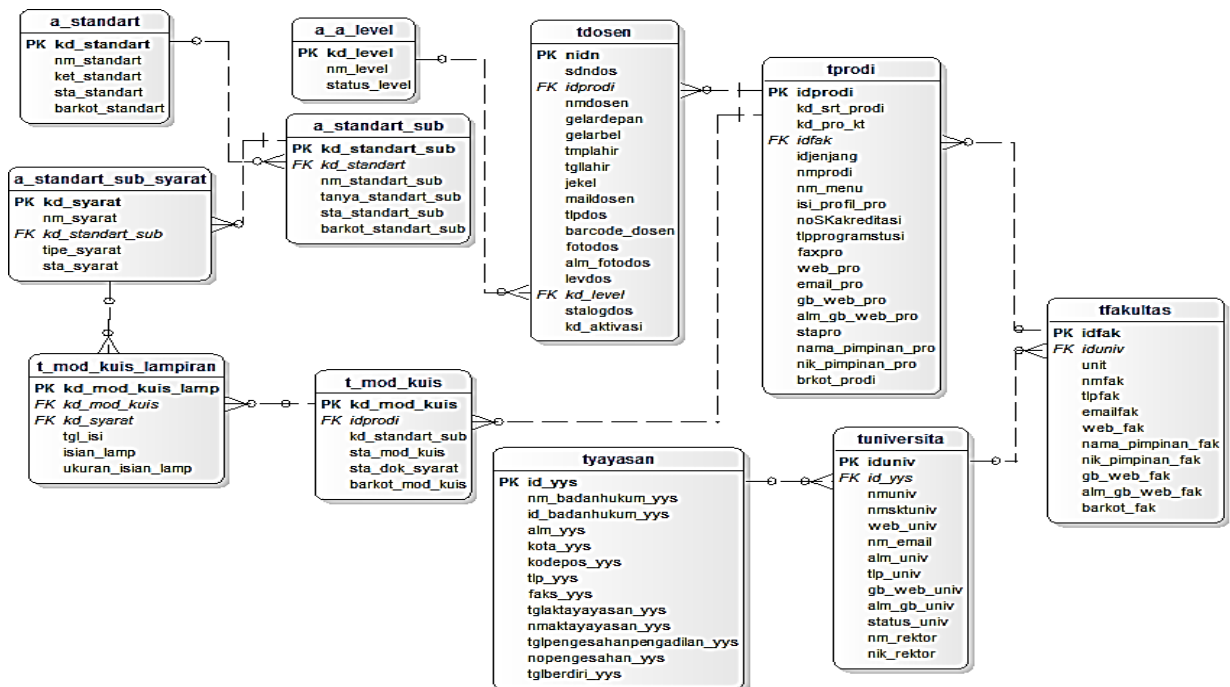 a_standart
PK kd_standart
nm_standart
ket_standart
sta_standart
barkot_standart
a_a_level
PK kd_level
nm_level
status_level
a_standart_sub
PK kd_standart_sub
FK kd_standart
nm_standart_sub
tanya_standart_sub
sta_standart_sub
barkot_standart_sub
a_standart_sub_syarat
PK kd_syarat
nm_syarat
FK kd_standart_sub
tipe_syarat
sta_syarat
tdosen
PK nidn
sdndos
FK idprodi
nmdosen
gelardepan
gelarbel
tmplahir
tgllahir
jekel
maildosen
tlpdos
barcode_dosen
fotodos
alm_fotodos
levdos
FK kd_level
stalogdos
kd_aktivasi
tprodi
PK idprodi
kd_srt_prodi
kd_pro_kt
FK idfak
idjenjang
nmprodi
nm_menu
isi_profil_pro
noSKakreditasi
tlpprogramstusi
faxpro
web_pro
email_pro
gb_web_pro
alm_gb_web_pro
stapro
nama_pimpinan_pro
nik_pimpinan_pro
brkot_prodi
tfakultas
PK idfak
FK iduniv
unit
nmfak
tlpfak
emailfak
web_fak
nama_pimpinan_fak
nik_pimpinan_fak
gb_web_fak
alm_gb_web_fak
barkot_fak
t_mod_kuis_lampiran
PK kd_mod_kuis_lamp
FK kd_mod_kuis
FK kd_syarat
tgl_isi
isian_lamp
ukuran_isian_lamp
t_mod_kuis
PK kd_mod_kuis
FK idprodi
kd_standart_sub
sta_mod_kuis
sta_dok_syarat
barkot_mod_kuis
tyayasan
PK id_yys
nm_badanhukum_yys
id_badanhukum_yys
alm_yys
kota_yys
kodepos_yys
tlp_yys
faks_yys
tglaktayayasan_yys
nmaktayayasan_yys
tglpengesahanpengadilan_yys
nopengesahan_yys
tglberdiri_yys
tuniversita
PK iduniv
FK id_yys
nmuniv
nmsktuniv
web_univ
nm_email
alm_univ
tlp_univ
gb_web_univ
alm_gb_univ
status_univ
nm_rektor
nik_rektor